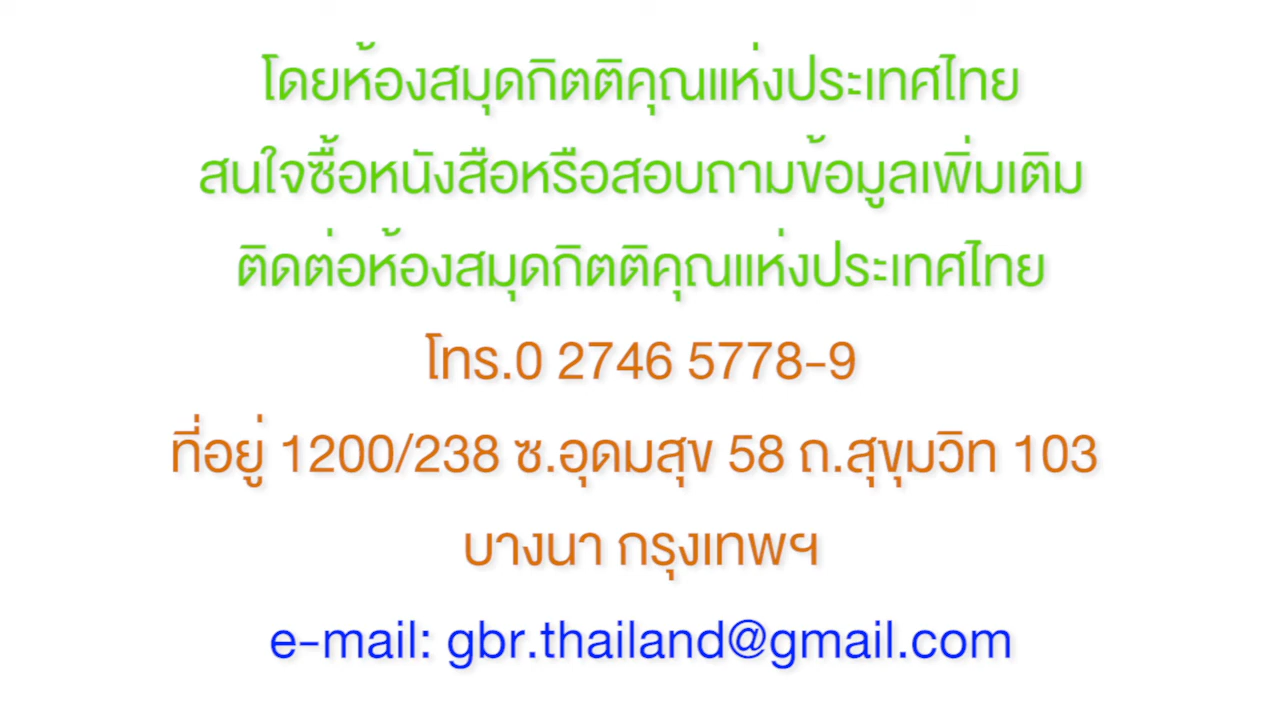 โดยห้องสมุดกิตติคุณแห่งประเทศไทย
สนใจซื้อหนังสือหรือสอบถามข้อมูลเพิ่มเติม
ติดต่อห้องสมุดกิตติคุณแห่งประเทศไทย
โทร.0 2746 5778-9
ที่อยู่ 1200/238 ซ.อุดมสุข 58 ถ.สุขุมวิท 103
บางนา กรุงเทพฯ
e-mail: gbr.thailand@gmail.com